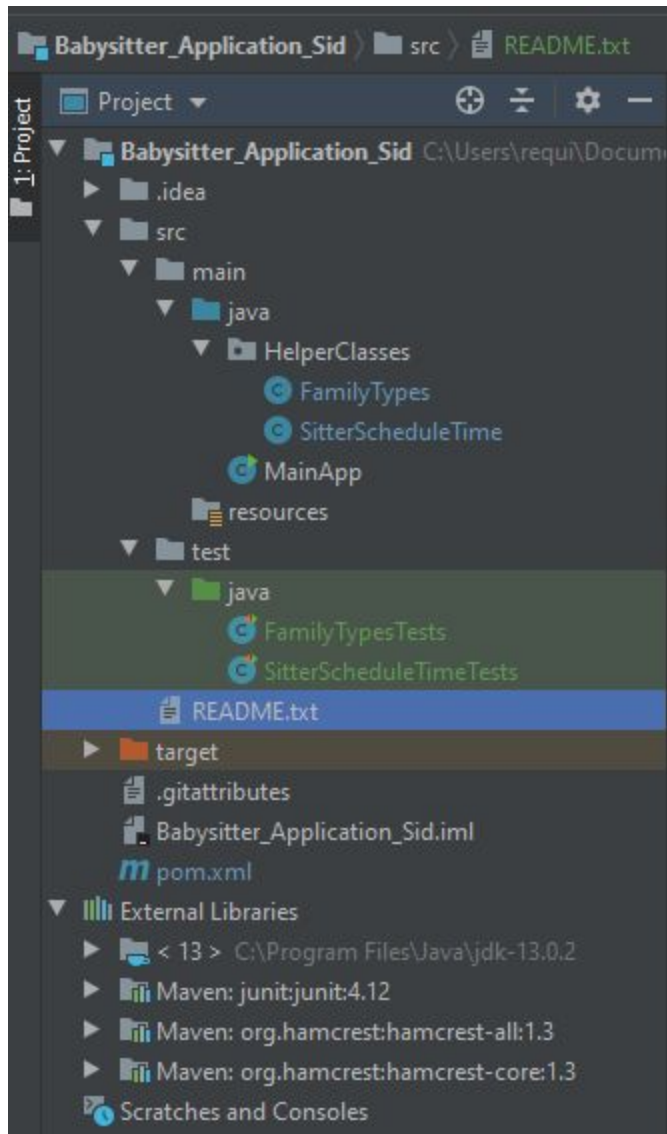 Babysitter_Application_Sid src README.txt
1: Project
Project
Babysitter_Application_Sid C:\Users\requi\Docume
.idea
src
main
java
HelperClasses
FamilyTypes
SitterScheduleTime
MainApp
resources
test
java
FamilyTypesTests
SitterScheduleTimeTests
README.txt
target
.gitattributes
Babysitter_Application_Sid.iml
pom.xml
External Libraries
< 13 > C:\Program Files\Java\jdk-13.0.2
Maven: junit:junit:4.12
Maven: org.hamcrest:hamcrest-all:1.3
Maven: org.hamcrest:hamcrest-core:1.3
Scratches and Consoles